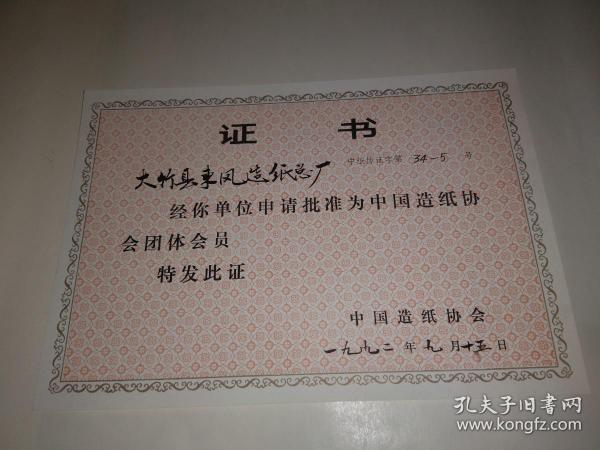 证 书
大竹县东风造纸总厂
第 34-5 号
经你单位申请批准为中国造纸协
会团体会员
特发此证
中国造纸协会
一九九二年九月十五日
孔夫子旧书网
www.kongfz.com